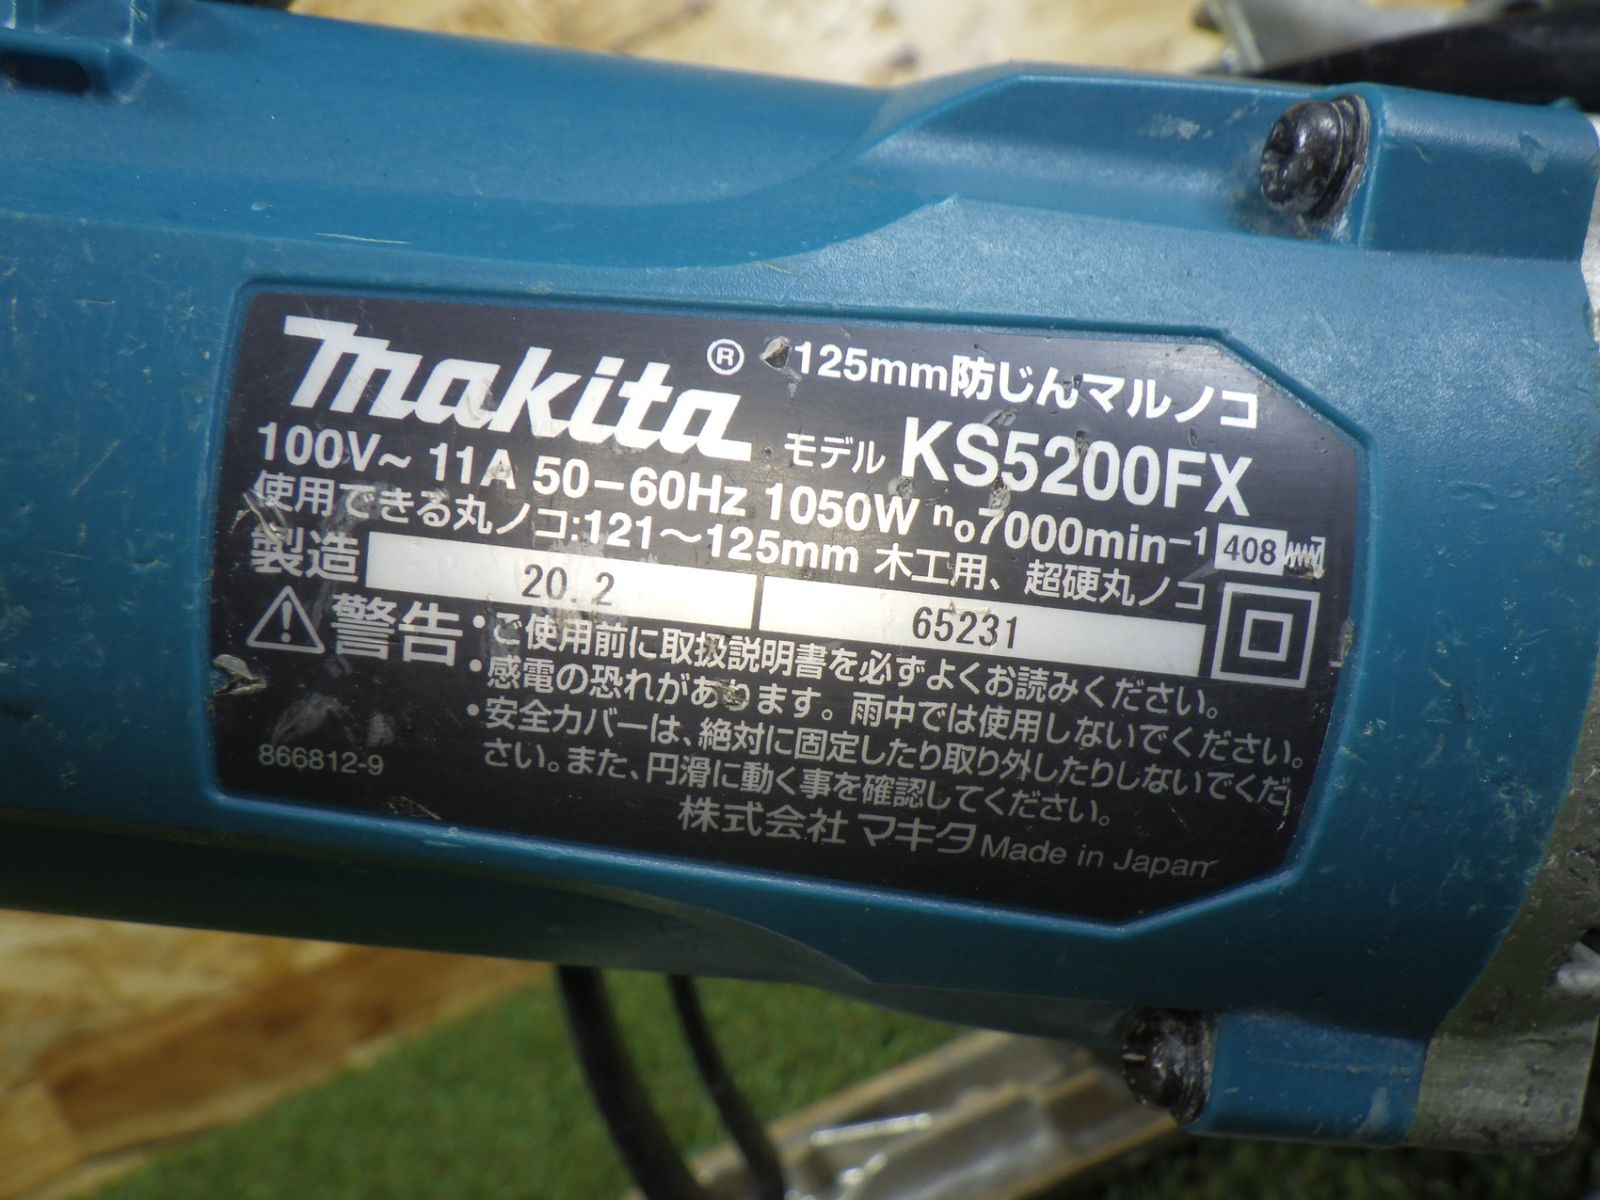 makita® 125mm防じんマルノコ
モデル KS5200FX
100V~ 11A 50-60Hz 1050W n₀7000min⁻¹ 408
使用できる丸ノコ:121〜125mm 木工用、超硬丸ノコ
製造 20. 2 65231
警告 ・ご使用前に取扱説明書を必ずよくお読みください。
・感電の恐れがあります。雨中では使用しないでください。
・安全カバーは、絶対に固定したり取り外したりしないでくだ
さい。また、円滑に動く事を確認してください。
866812-9
株式会社 マキタ Made in Japan